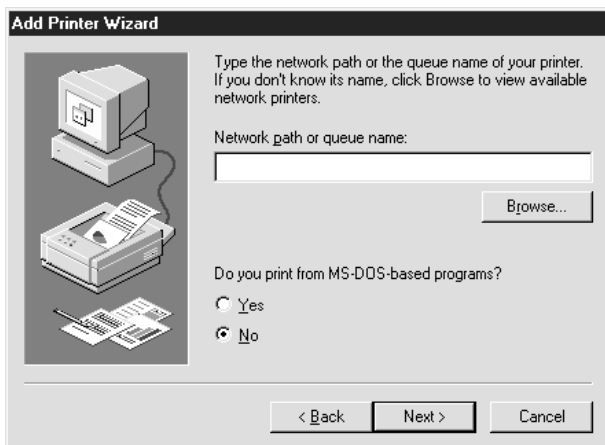 Add Printer Wizard
Type the network path or the queue name of your printer.
If you don't know its name, click Browse to view available
network printers.
Network path or queue name:
Browse...
Do you print from MS-DOS-based programs?
Yes
No
< Back
Next >
Cancel